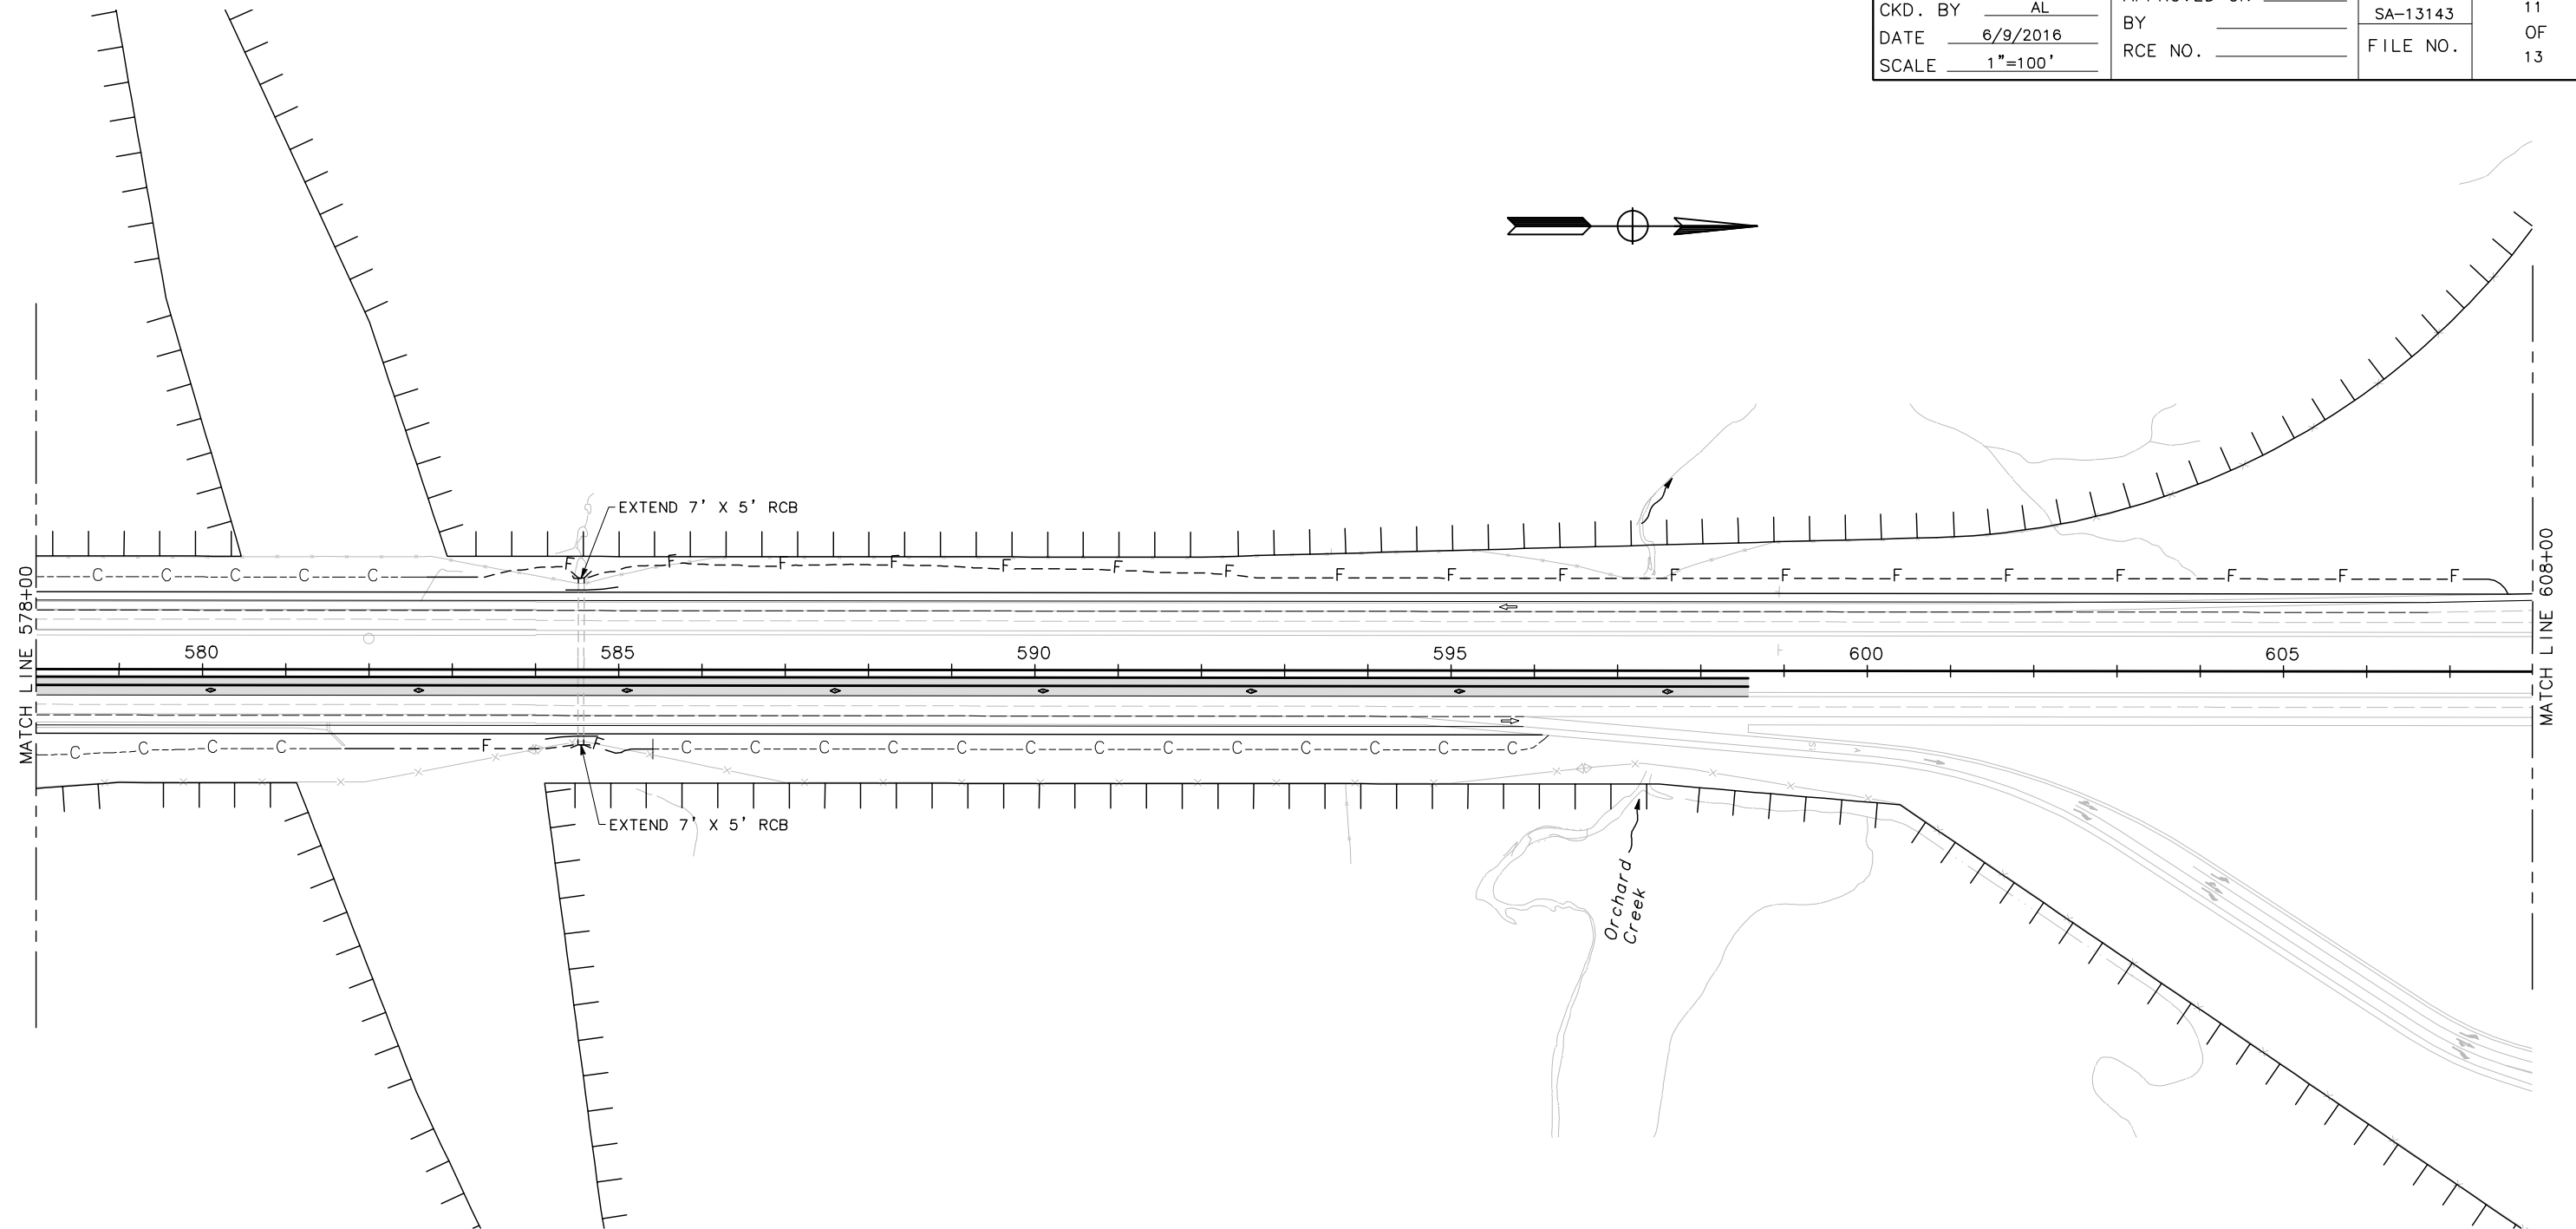 CKD. BY AL
DATE 6/9/2016
SCALE 1"=100'
BY
RCE NO.
SA-13143
FILE NO.
11
OF
13
EXTEND 7' X 5' RCB
F F F F F F F F F F F F F F F F F F
C C C C C
MATCH LINE 578+00
MATCH LINE 608+00
580 585 590 595 600 605
C C C C F F C C C C C C C C C C C C C
EXTEND 7' X 5' RCB
Orchard
Creek